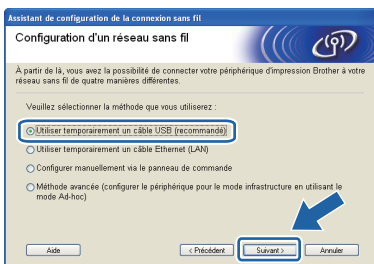 Assistant de configuration de la connexion sans fil
Configuration d'un réseau sans fil
À partir de là, vous avez la possibilité de connecter votre périphérique d'impression Brother à votre
réseau sans fil de quatre manières différentes.
Veuillez sélectionner la méthode que vous utiliserez :
Utiliser temporairement un câble USB (recommandé)
Utiliser temporairement un câble Ethernet (LAN)
Configurer manuellement via le panneau de commande
Méthode avancée (configurer le périphérique pour le mode infrastructure en utilisant le
mode Ad-hoc)
Aide
< Précédent
Suivant >
Annuler